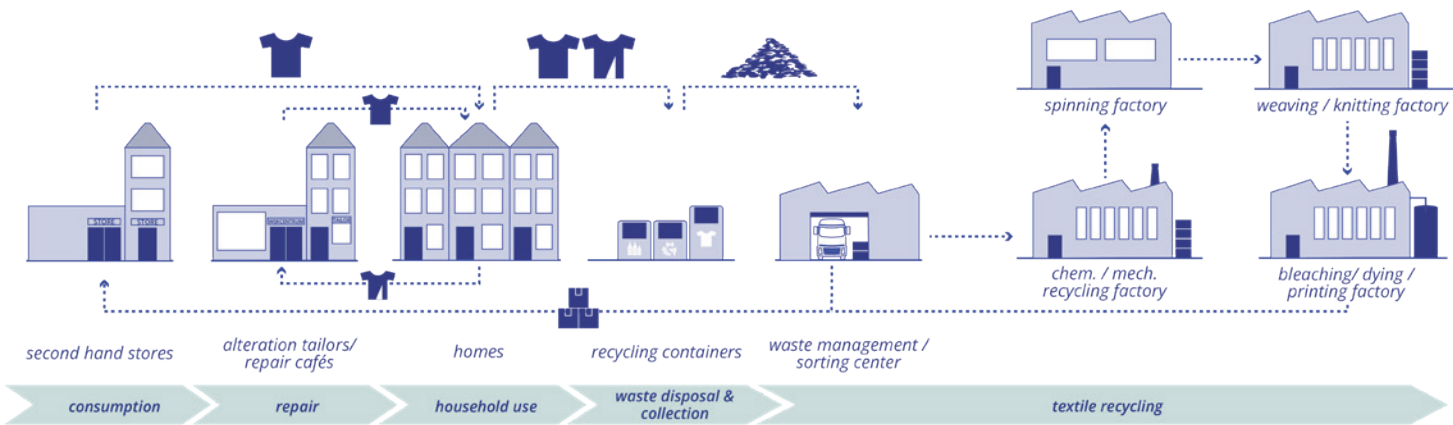 spinning factory
weaving / knitting factory
STORE
STORE
TAILOR
chem. / mech.
recycling factory
bleaching/ dying /
printing factory
second hand stores
alteration tailors/
repair cafés
homes
recycling containers
waste management /
sorting center
consumption
repair
household use
waste disposal &
collection
textile recycling